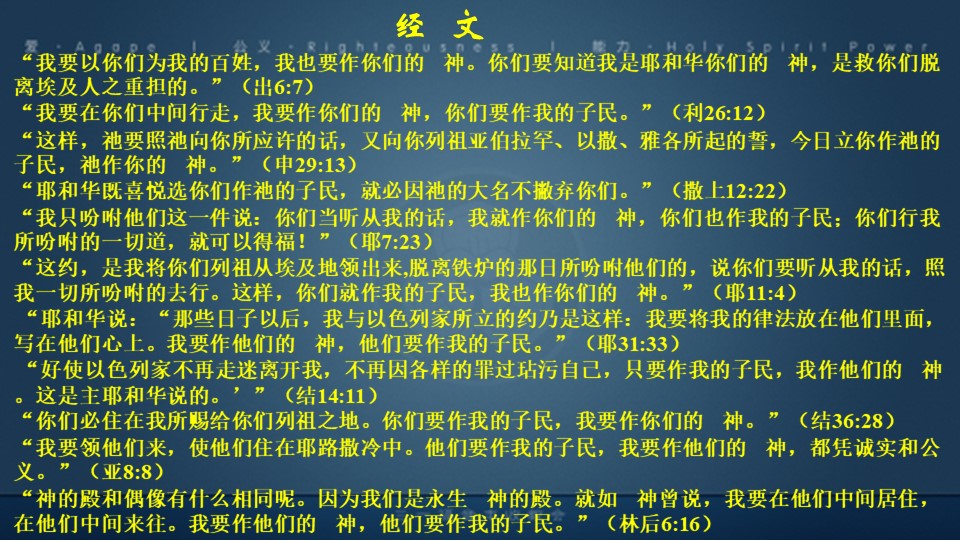 经 文
爱·Agape | 公义·Righteousness | 能力·Holy Spirit Power
“我要以你们为我的百姓，我也要作你们的　神。你们要知道我是耶和华你们的　神，是救你们脱
离埃及人之重担的。”（出6:7）
“我要在你们中间行走，我要作你们的　神，你们要作我的子民。”（利26:12）
“这样，祂要照祂向你所应许的话，又向你列祖亚伯拉罕、以撒、雅各所起的誓，今日立你作祂的
子民，祂作你的　神。”（申29:13）
“耶和华既喜悦选你们作祂的子民，就必因祂的大名不撇弃你们。”（撒上12:22）
“我只吩咐他们这一件说：你们当听从我的话，我就作你们的　神，你们也作我的子民；你们行我
所吩咐的一切道，就可以得福！”（耶7:23）
“这约，是我将你们列祖从埃及地领出来,脱离铁炉的那日所吩咐他们的，说你们要听从我的话，照
我一切所吩咐的去行。这样，你们就作我的子民，我也作你们的　神。”（耶11:4）
“耶和华说：“那些日子以后，我与以色列家所立的约乃是这样：我要将我的律法放在他们里面，
写在他们心上。我要作他们的　神，他们要作我的子民。”（耶31:33）
“好使以色列家不再走迷离开我，不再因各样的罪过玷污自己，只要作我的子民，我作他们的　神
。这是主耶和华说的。’”（结14:11）
“你们必住在我所赐给你们列祖之地。你们要作我的子民，我要作你们的　神。”（结36:28）
“我要领他们来，使他们住在耶路撒冷中。他们要作我的子民，我要作他们的　神，都凭诚实和公
义。”（亚8:8）
“神的殿和偶像有什么相同呢。因为我们是永生　神的殿。就如　神曾说，我要在他们中间居住，
在他们中间来往。我要作他们的　神，他们要作我的子民。”（林后6:16）